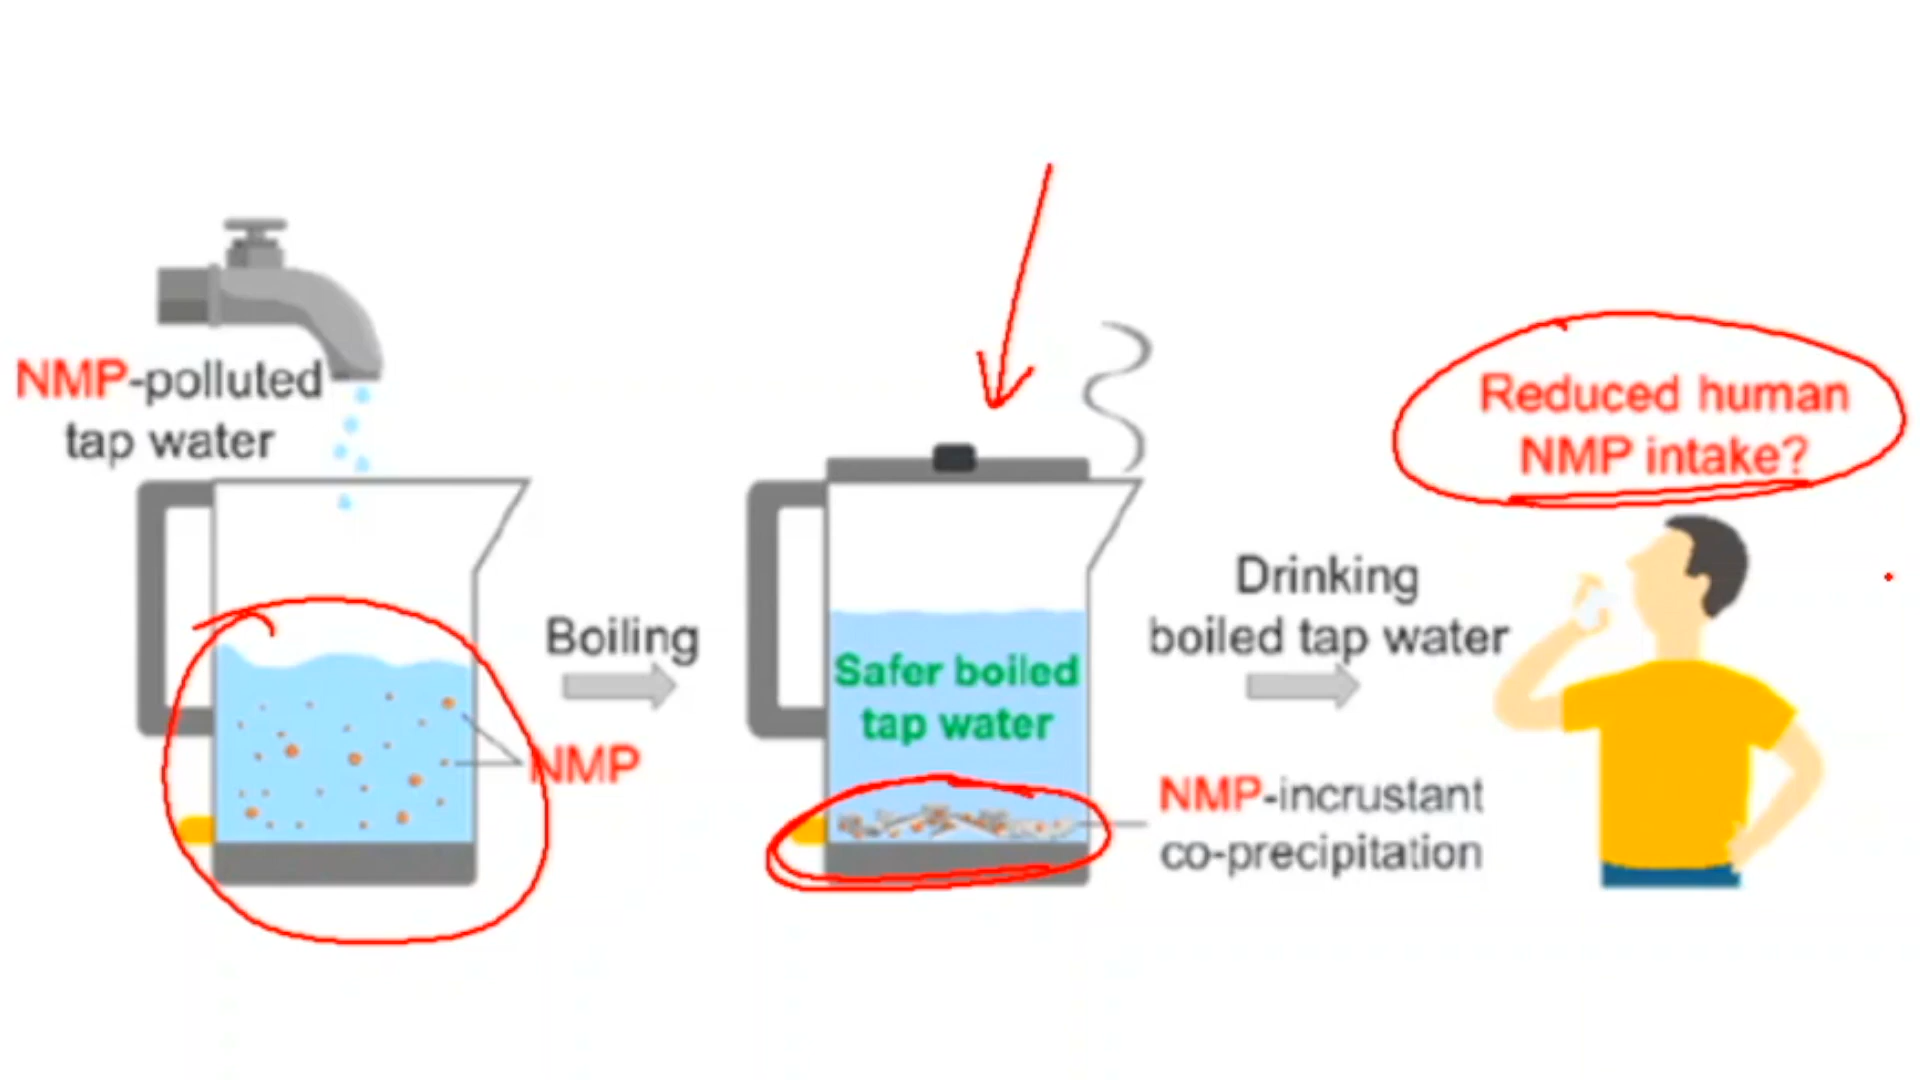 NMP-polluted
tap water
NMP
Boiling
Safer boiled
tap water
NMP-incrustant
co-precipitation
Drinking
boiled tap water
Reduced human
NMP intake?